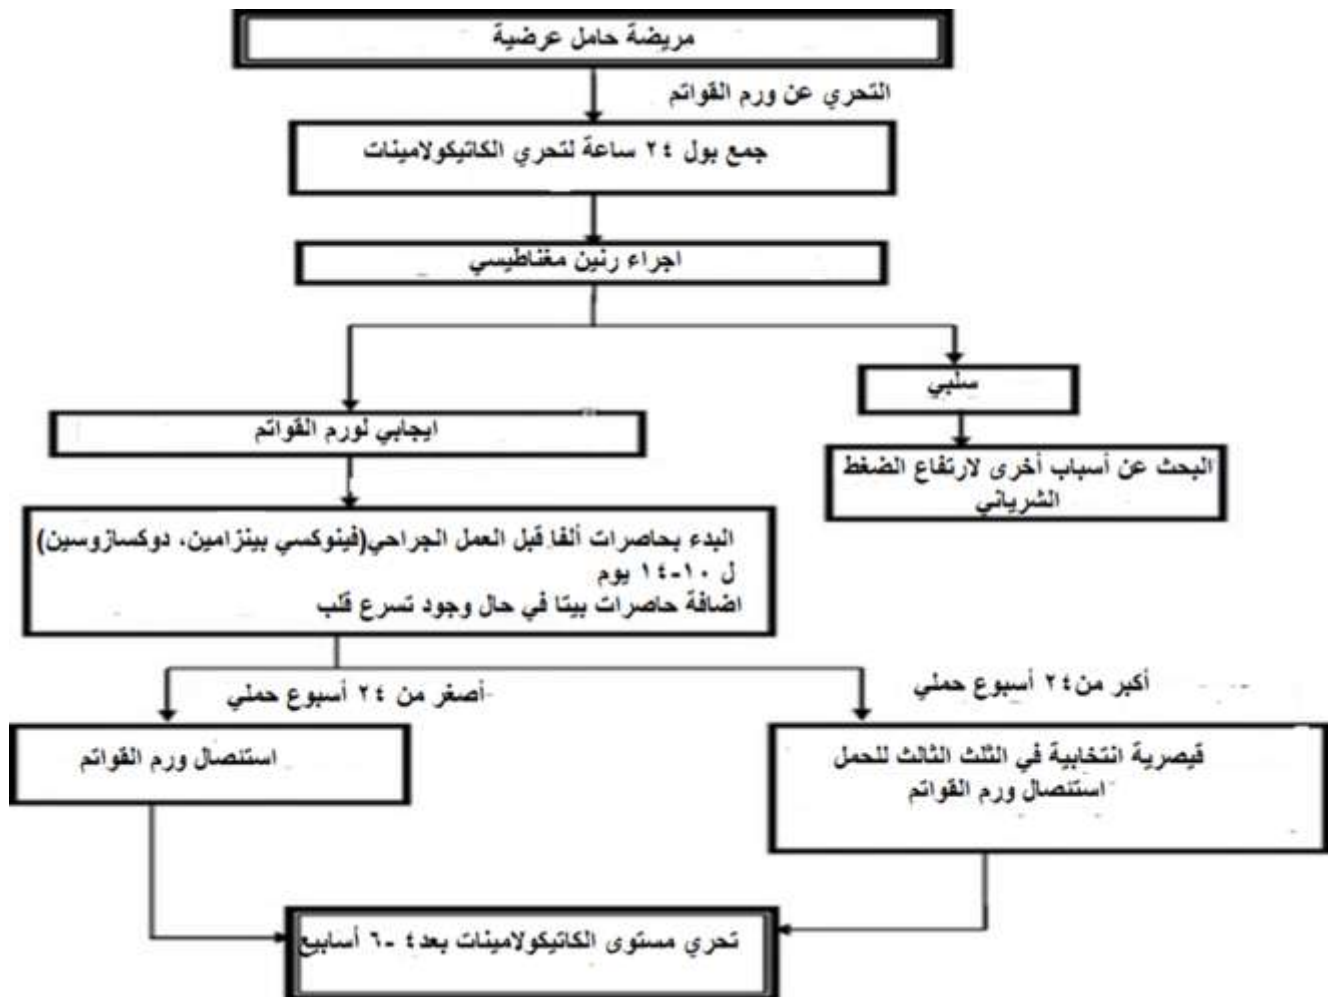 مريضة حامل عرضية
التحري عن ورم القواتم
جمع بول ٢٤ ساعة لتحري الكاتيكولامينات
اجراء رنين مغناطيسي
سلبي
ايجابي لورم القواتم
البحث عن أسباب أخرى لارتفاع الضغط
الشرياني
البدء بحاصرات ألفا قبل العمل الجراحي(فينوكسي بينزامين، دوكسازوسين)
ل ١٠-١٤ يوم
اضافة حاصرات بيتا في حال وجود تسرع قلب
أكبر من٢٤ أسبوع حملي
أصغر من ٢٤ أسبوع حملي
قيصرية انتخابية في الثلث الثالث للحمل
استئصال ورم القواتم
استئصال ورم القواتم
تحري مستوى الكاتيكولامينات بعد٤ -٦ أسابيع